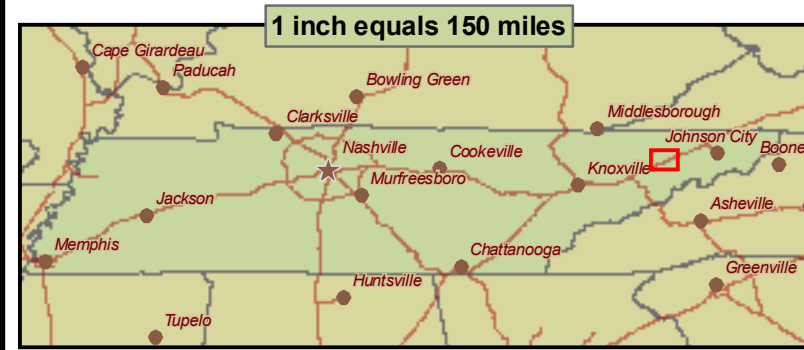 1 inch equals 150 miles
Cape Girardeau
Paducah
Bowling Green
Clarksville
Middlesborough
Nashville
Cookeville
Johnson City
Boone
Knoxville
Murfreesboro
Jackson
Asheville
Memphis
Chattanooga
Huntsville
Greenville
Tupelo